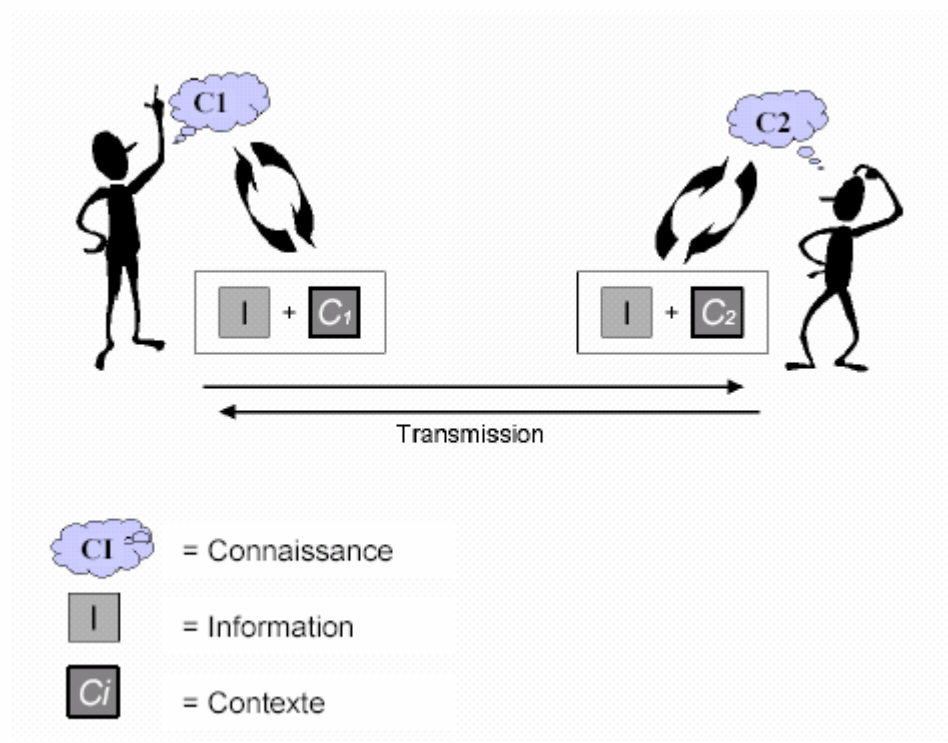 C1
C2
I + C1
I + C2
Transmission
CI = Connaissance
I = Information
Ci = Contexte